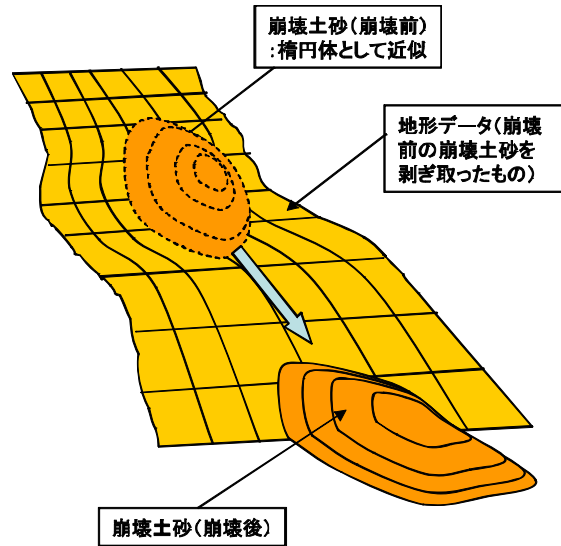 崩壊土砂(崩壊前)
:楕円体として近似
地形データ(崩壊
前の崩壊土砂を
剥ぎ取ったもの)
崩壊土砂(崩壊後)